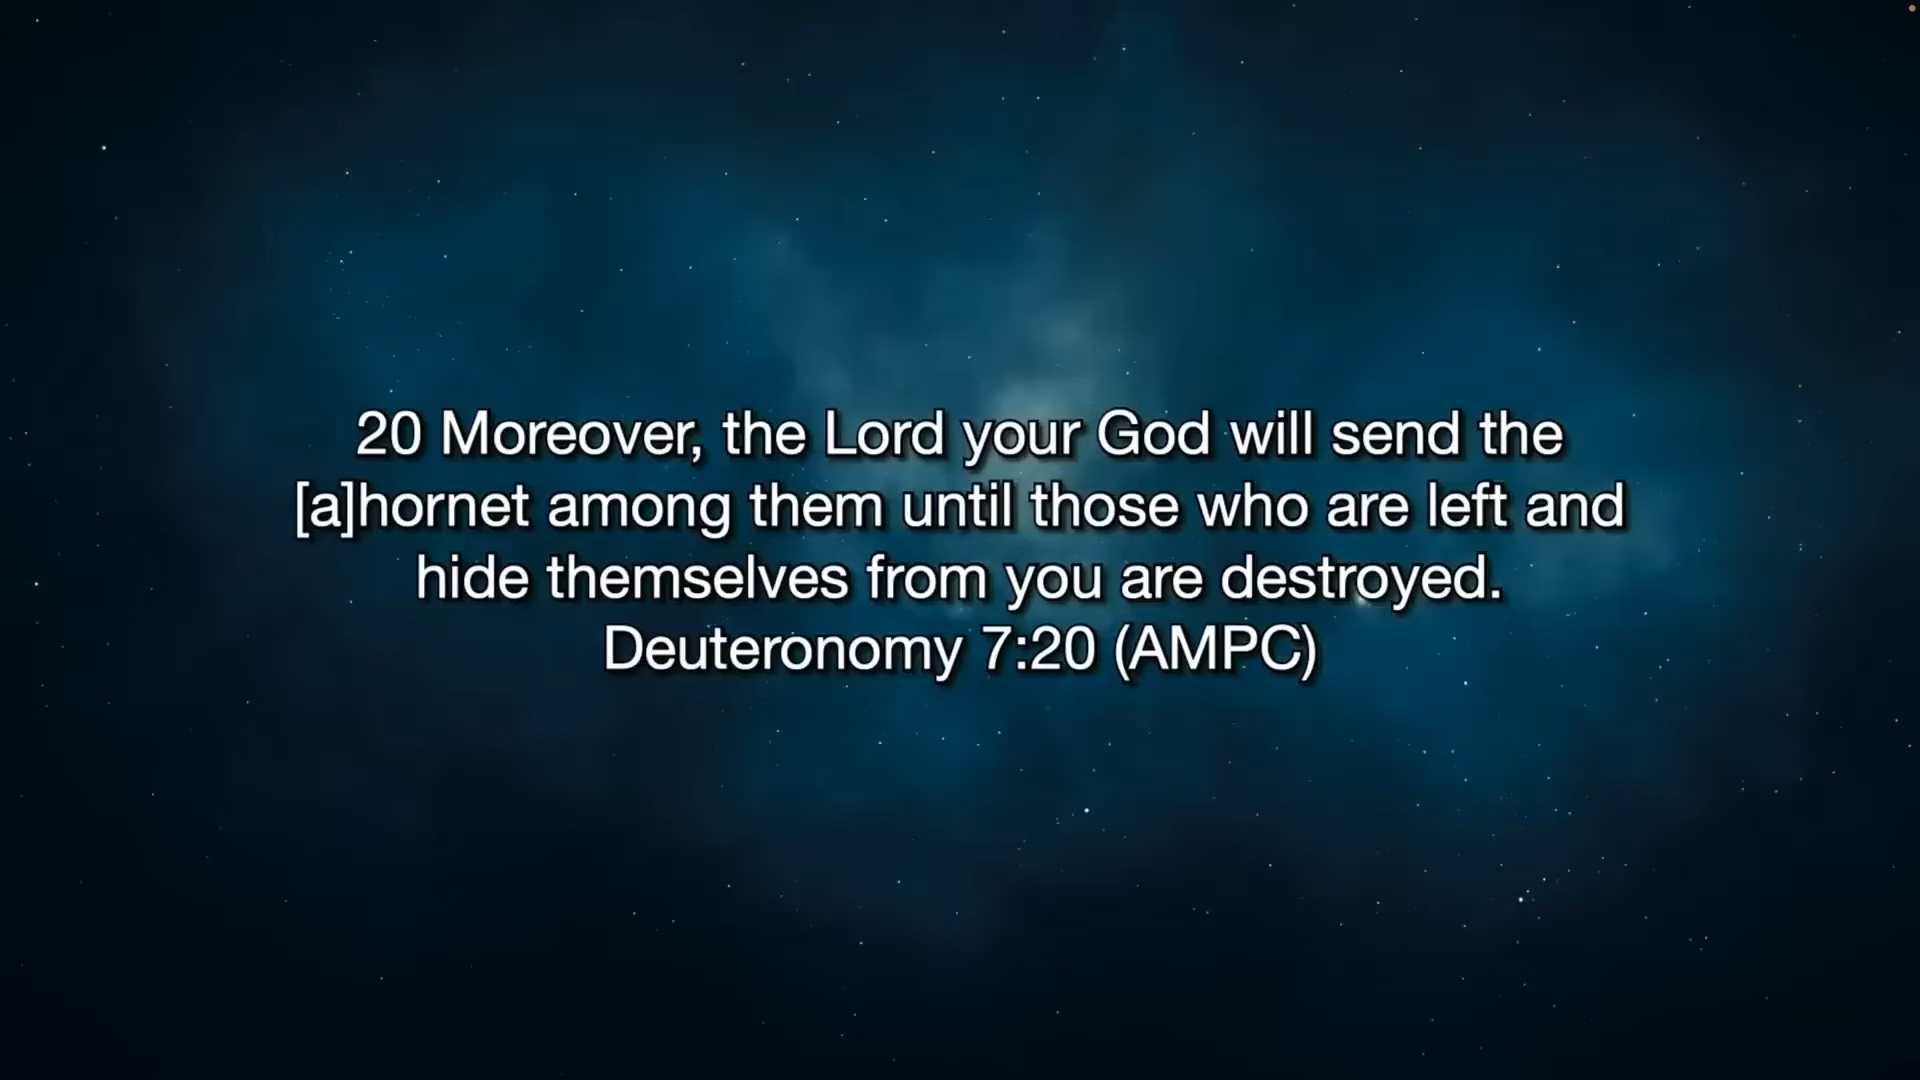 20 Moreover, the Lord your God will send the
[a]hornet among them until those who are left and
hide themselves from you are destroyed.
Deuteronomy 7:20 (AMPC)